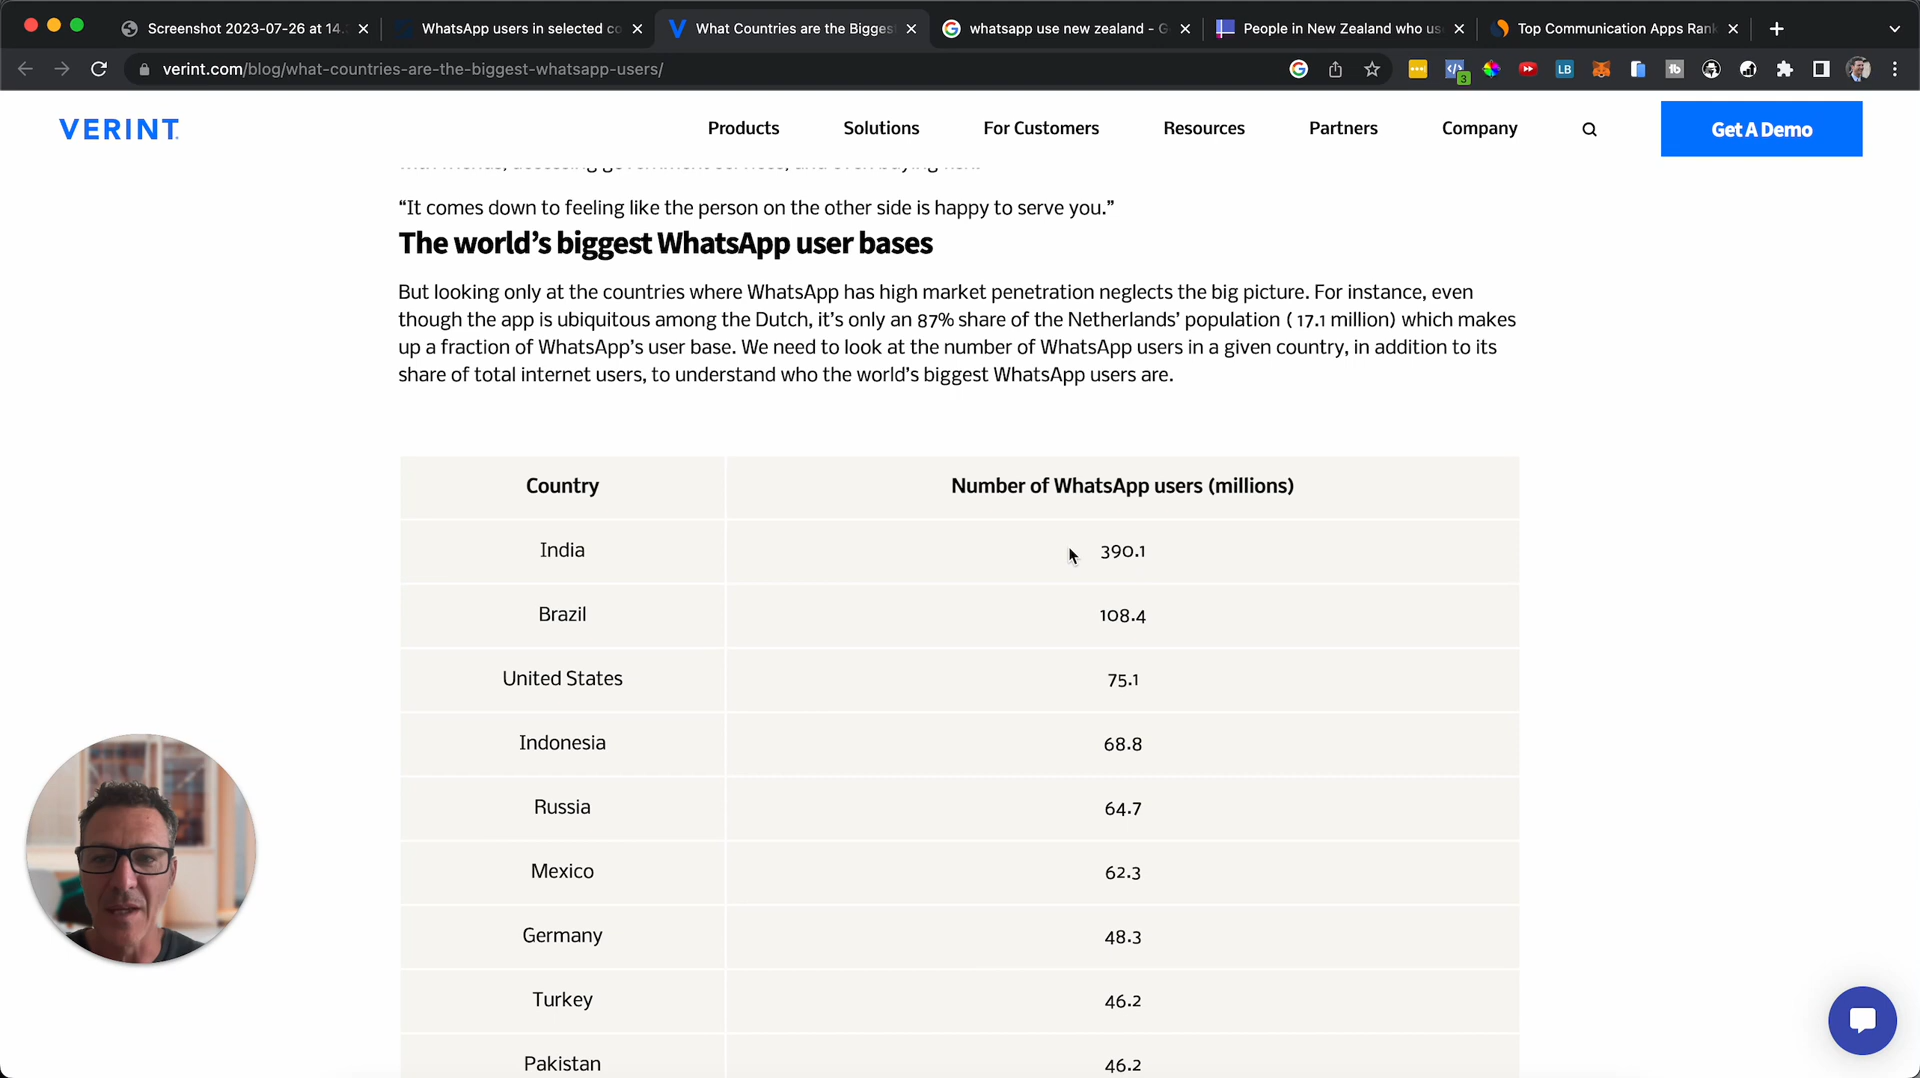 Screenshot 2023-07-26 at 14.
WhatsApp users in selected co
What Countries are the Bigges
whatsapp use new zealand - G
People in New Zealand who us
Top Communication Apps Rank
verint.com/blog/what-countries-are-the-biggest-whatsapp-users/
3
LB
tb
VERINT.
Products
Solutions
For Customers
Resources
Partners
Company
Get A Demo
“It comes down to feeling like the person on the other side is happy to serve you.”
The world’s biggest WhatsApp user bases
But looking only at the countries where WhatsApp has high market penetration neglects the big picture. For instance, even
though the app is ubiquitous among the Dutch, it’s only an 87% share of the Netherlands’ population ( 17.1 million) which makes
up a fraction of WhatsApp’s user base. We need to look at the number of WhatsApp users in a given country, in addition to its
share of total internet users, to understand who the world’s biggest WhatsApp users are.
Country Number of WhatsApp users (millions)
India 390.1
Brazil 108.4
United States 75.1
Indonesia 68.8
Russia 64.7
Mexico 62.3
Germany 48.3
Turkey 46.2
Pakistan 46.2